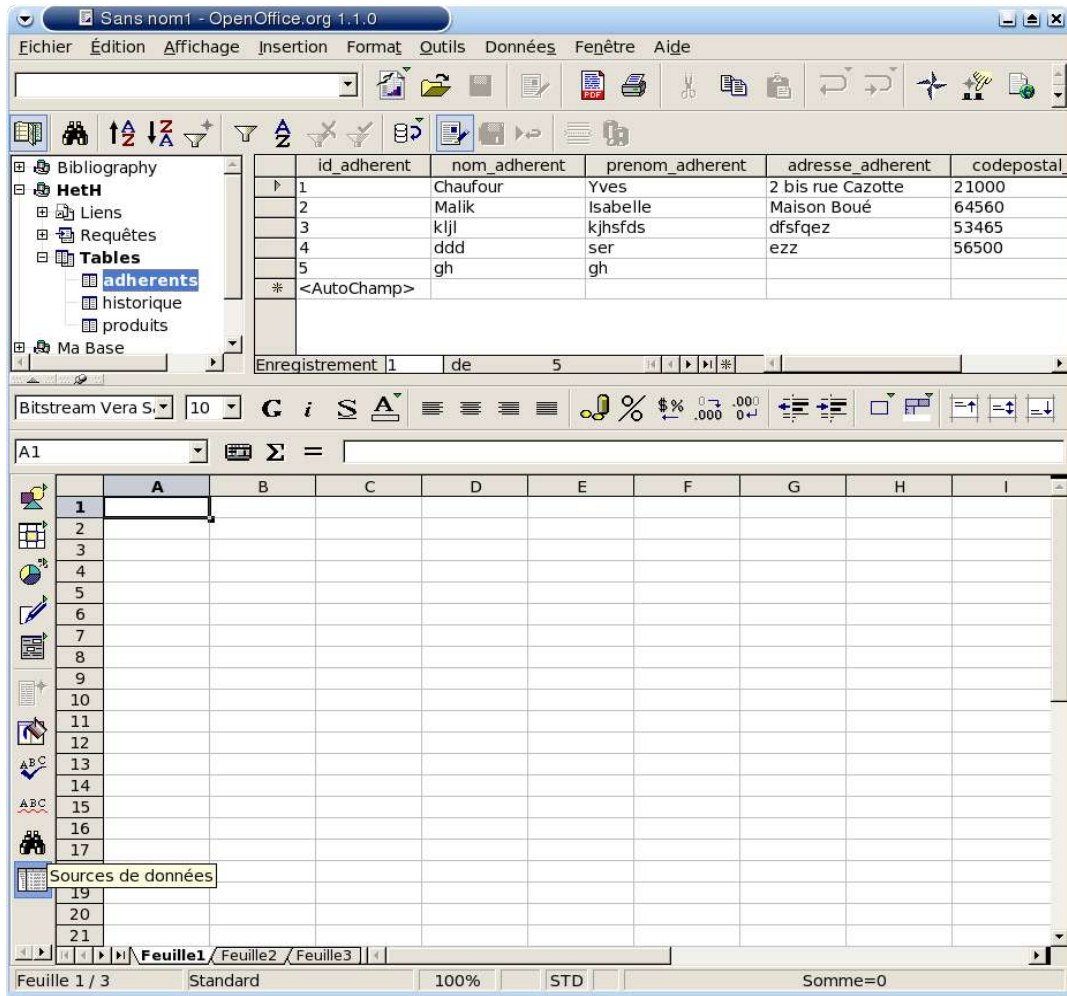 Sans nom1 - OpenOffice.org 1.1.0
Fichier Édition Affichage Insertion Format Outils Données Fenêtre Aide
PDF
Bibliography
HetH
Liens
Requêtes
Tables
adherents
historique
produits
Ma Base
id_adherent nom_adherent prenom_adherent adresse_adherent codepostal_
1 Chaufour Yves 2 bis rue Cazotte 21000
2 Malik Isabelle Maison Boué 64560
3 kljl kjhsfds dfsfqez 53465
4 ddd ser ezz 56500
5 gh gh
<AutoChamp>
Enregistrement 1 de 5
Bitstream Vera S 10 G i S A % $% .000 .000
A1 Σ =
A B C D E F G H I
1
2
3
4
5
6
7
8
9
10
11
12
13
14
15
16
17
19
20
21
ABC
ABC
Sources de données
Feuille1 Feuille2 Feuille3
Feuille 1 / 3 Standard 100% STD Somme=0